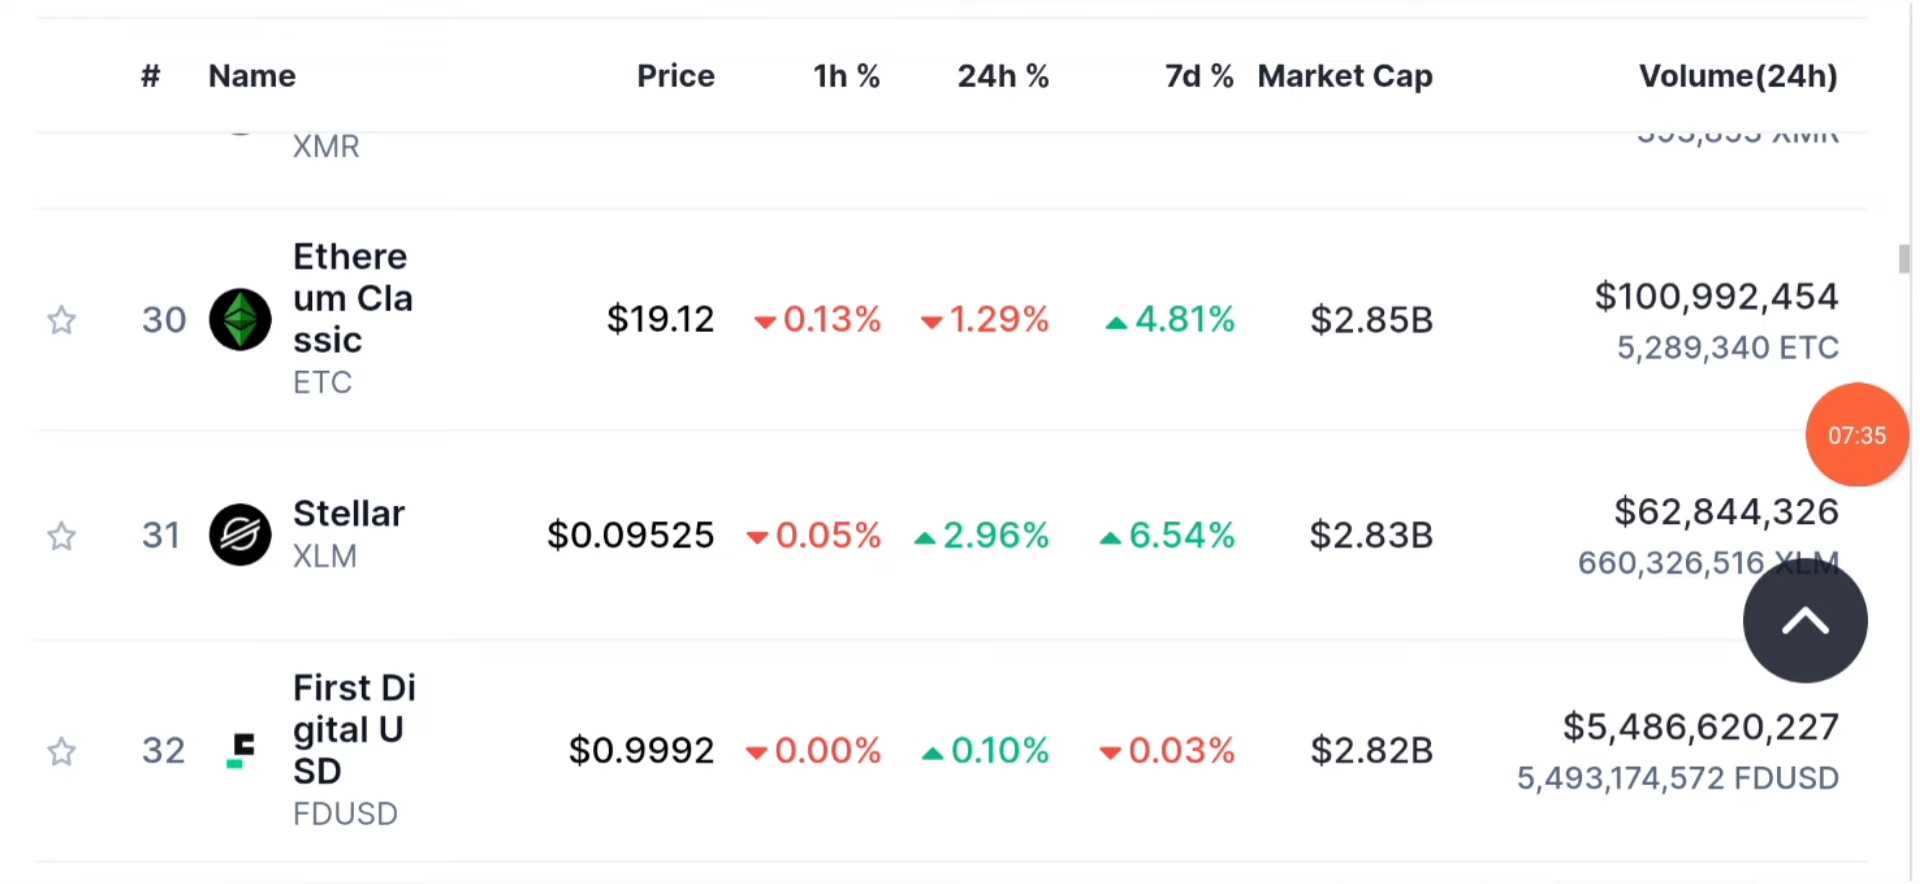 # Name Price 1h % 24h % 7d % Market Cap Volume(24h)
XMR XMR
Ethere
um Cla
ssic
ETC
30 $19.12 0.13% 1.29% 4.81% $2.85B $100,992,454
5,289,340 ETC
07:35
31 Stellar $0.09525 0.05% 2.96% 6.54% $2.83B $62,844,326
XLM 660,326,516 XLM
First Di
gital U
SD
FDUSD
32 $0.9992 0.00% 0.10% 0.03% $2.82B $5,486,620,227
5,493,174,572 FDUSD